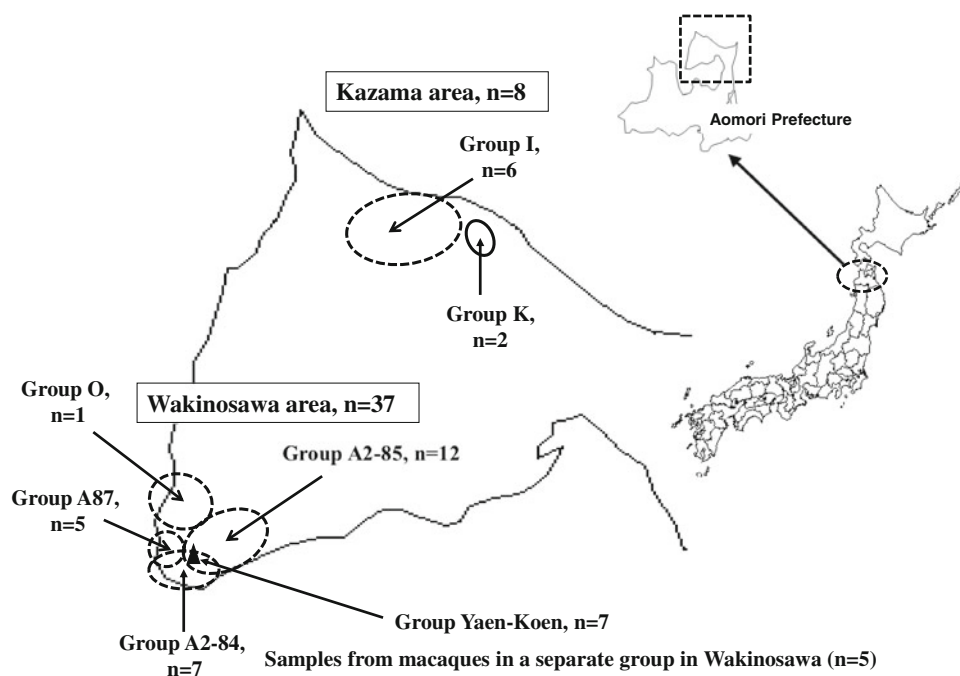 Aomori Prefecture
Kazama area, n=8
Group I,
n=6
Group K,
n=2
Group O,
n=1
Wakinosawa area, n=37
Group A2-85, n=12
Group A87,
n=5
Group Yaen-Koen, n=7
Group A2-84,
n=7
Samples from macaques in a separate group in Wakinosawa (n=5)